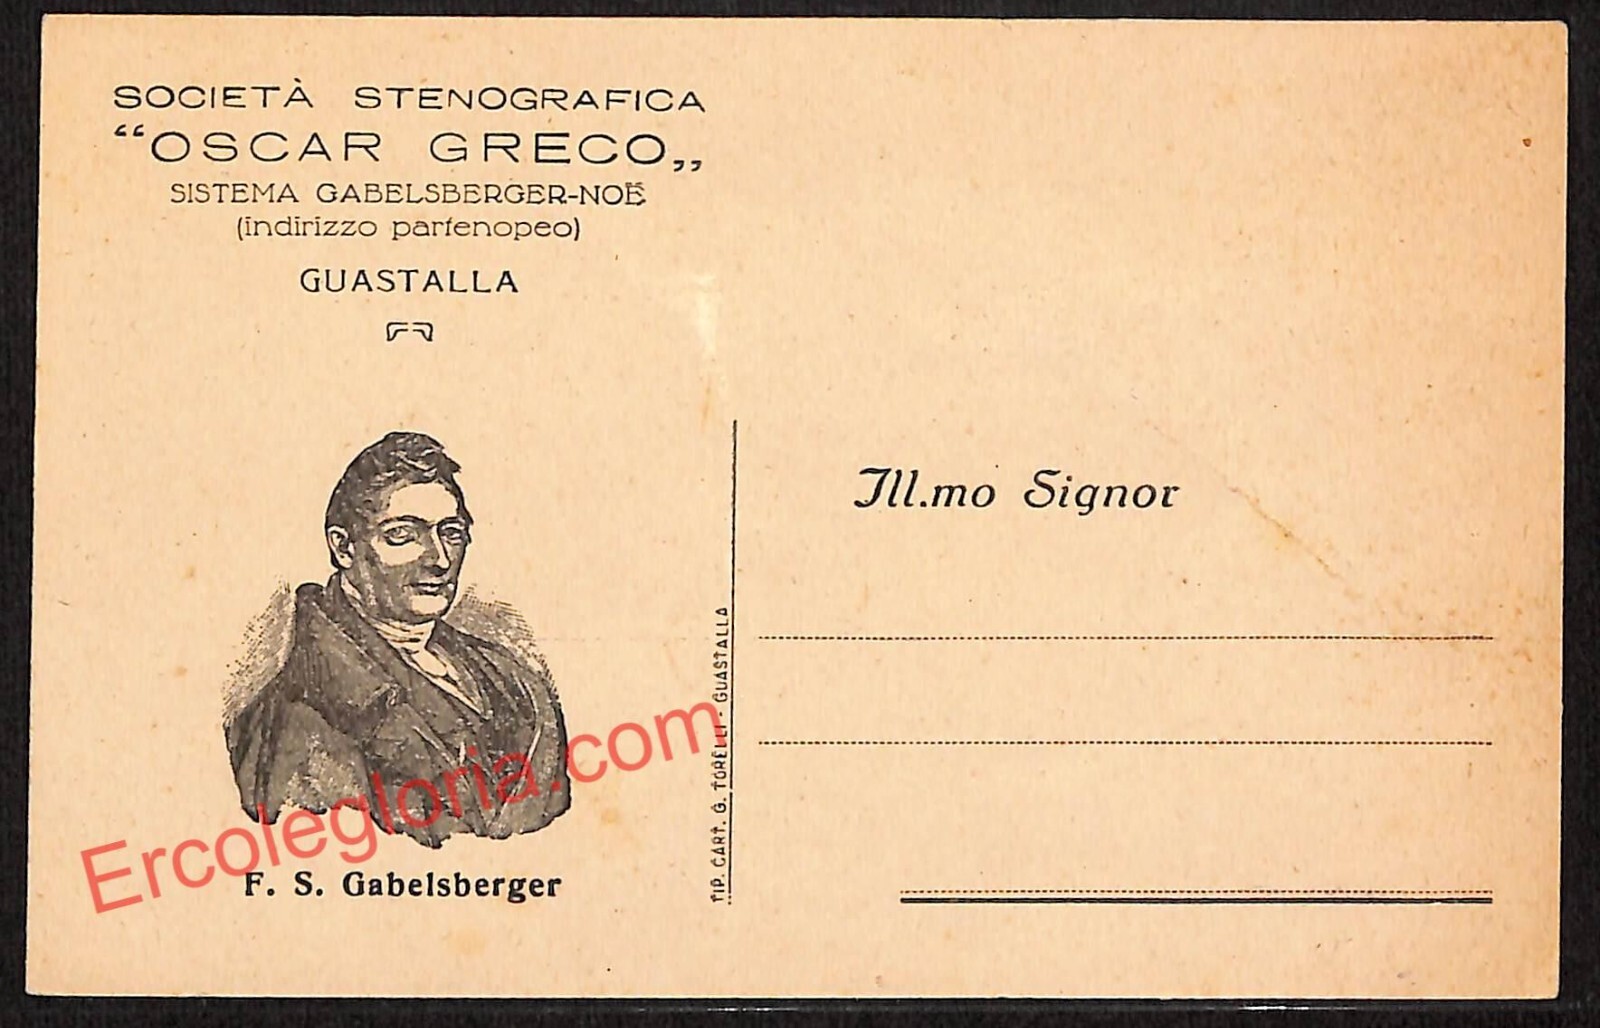 SOCIETÀ STENOGRAFICA
“OSCAR GRECO„
SISTEMA GABELSBERGER-NOË
(indirizzo partenopeo)
GUASTALLA
F. S. Gabelsberger
TIP. CART. G. TORELLI - GUASTALLA
Ill.mo Signor
Ercolegloria.com